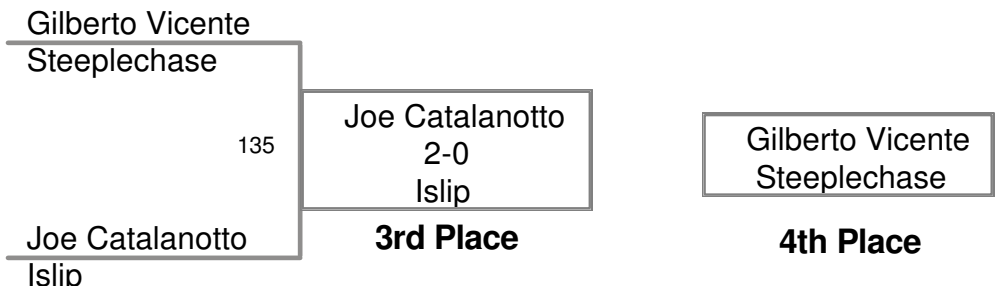 Gilberto Vicente
Steeplechase
135
Joe Catalanotto
Islip
Joe Catalanotto
2-0
Islip
3rd Place
Gilberto Vicente
Steeplechase
4th Place